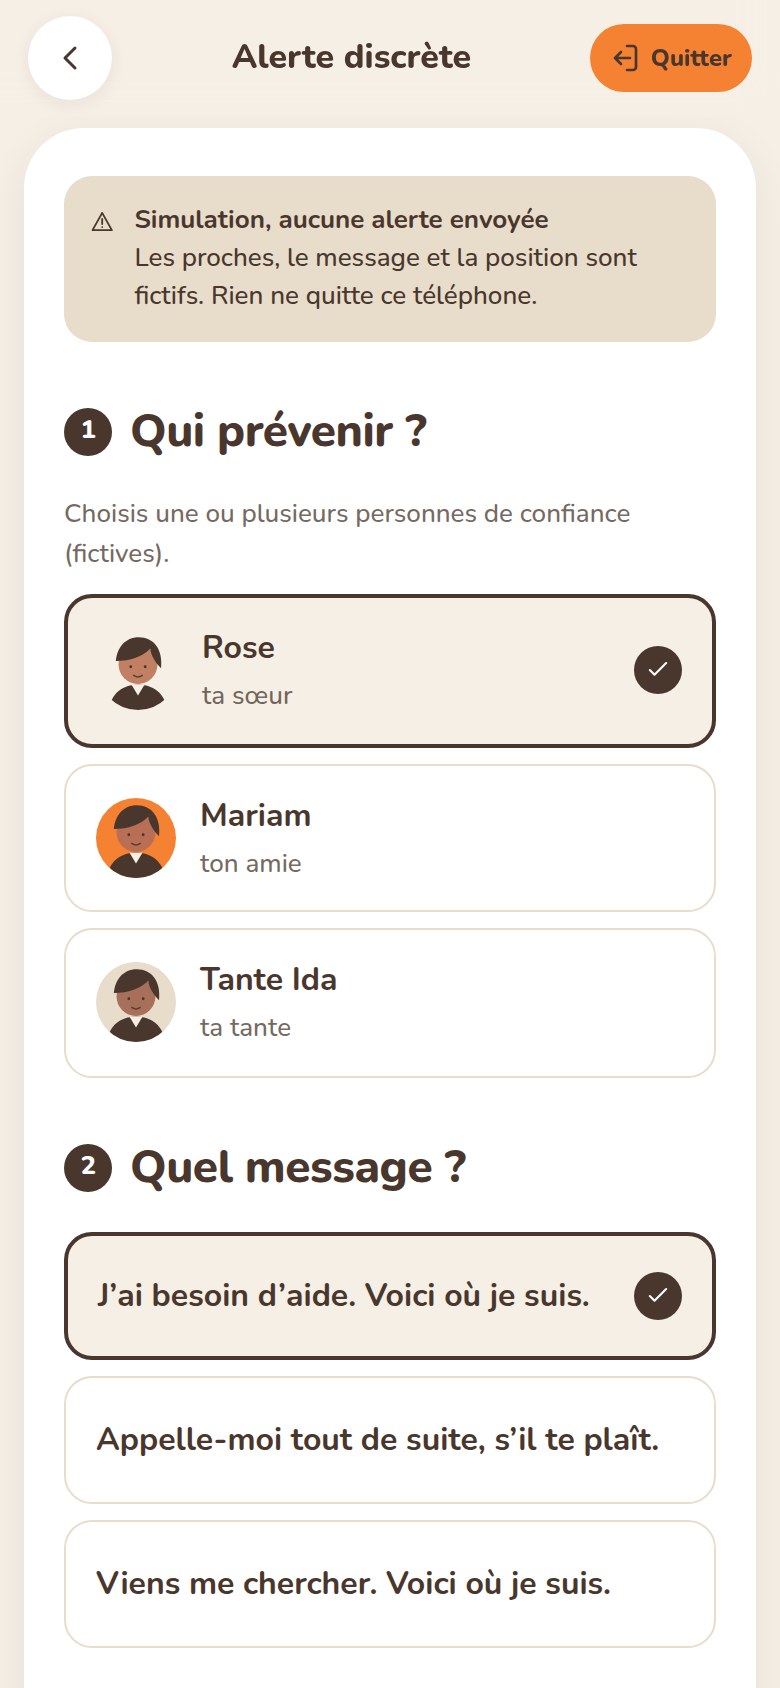 Alerte discrète
Quitter
Simulation, aucune alerte envoyée
Les proches, le message et la position sont
fictifs. Rien ne quitte ce téléphone.
1 Qui prévenir ?
Choisis une ou plusieurs personnes de confiance
(fictives).
Rose
ta sœur
Mariam
ton amie
Tante Ida
ta tante
2 Quel message ?
J’ai besoin d’aide. Voici où je suis.
Appelle-moi tout de suite, s’il te plaît.
Viens me chercher. Voici où je suis.